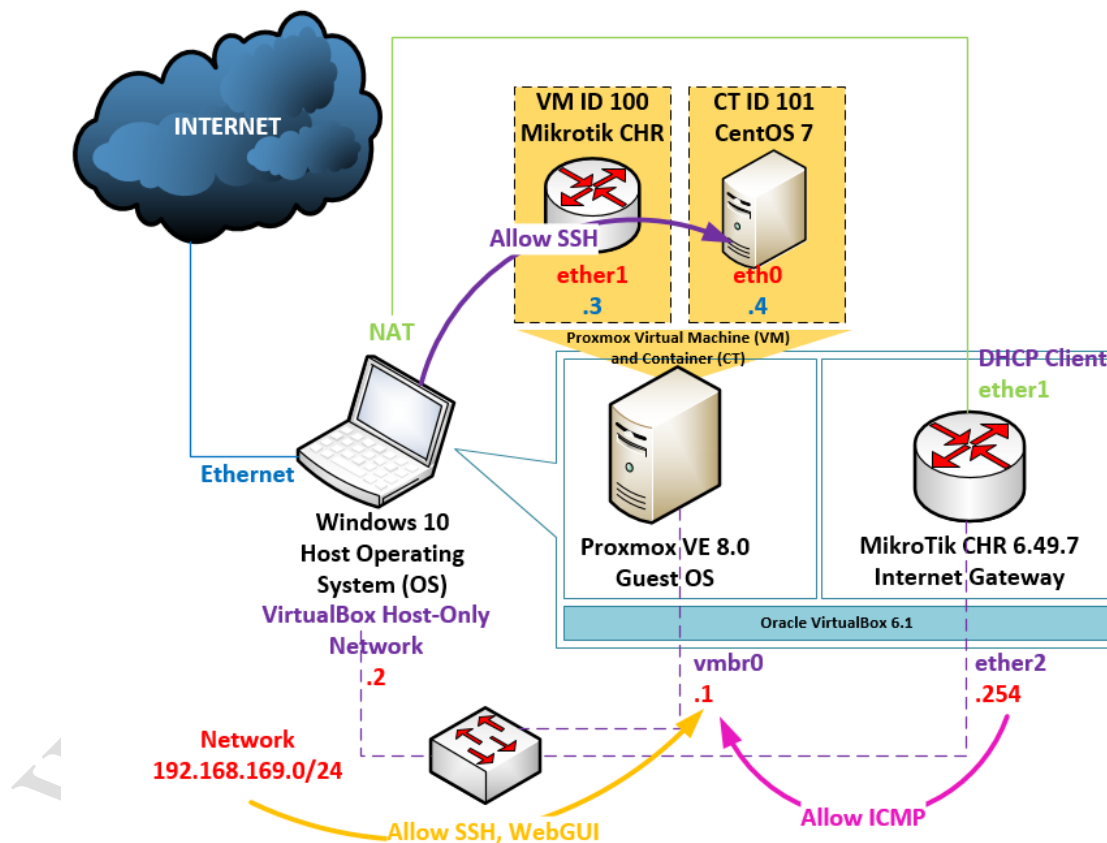 INTERNET
VM ID 100
Mikrotik CHR
CT ID 101
CentOS 7
Allow SSH
ether1
.3
eth0
.4
NAT
Proxmox Virtual Machine (VM)
and Container (CT)
DHCP Client
ether1
Ethernet
Windows 10
Host Operating
System (OS)
VirtualBox Host-Only
Network
.2
Proxmox VE 8.0
Guest OS
MikroTik CHR 6.49.7
Internet Gateway
Oracle VirtualBox 6.1
vmbr0
.1
ether2
.254
Network
192.168.169.0/24
Allow SSH, WebGUI
Allow ICMP